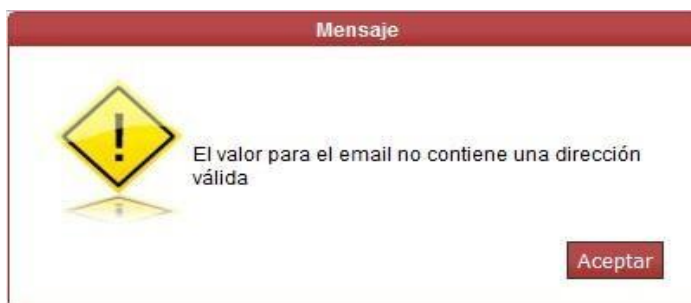 Mensaje
El valor para el email no contiene una dirección
válida
Aceptar